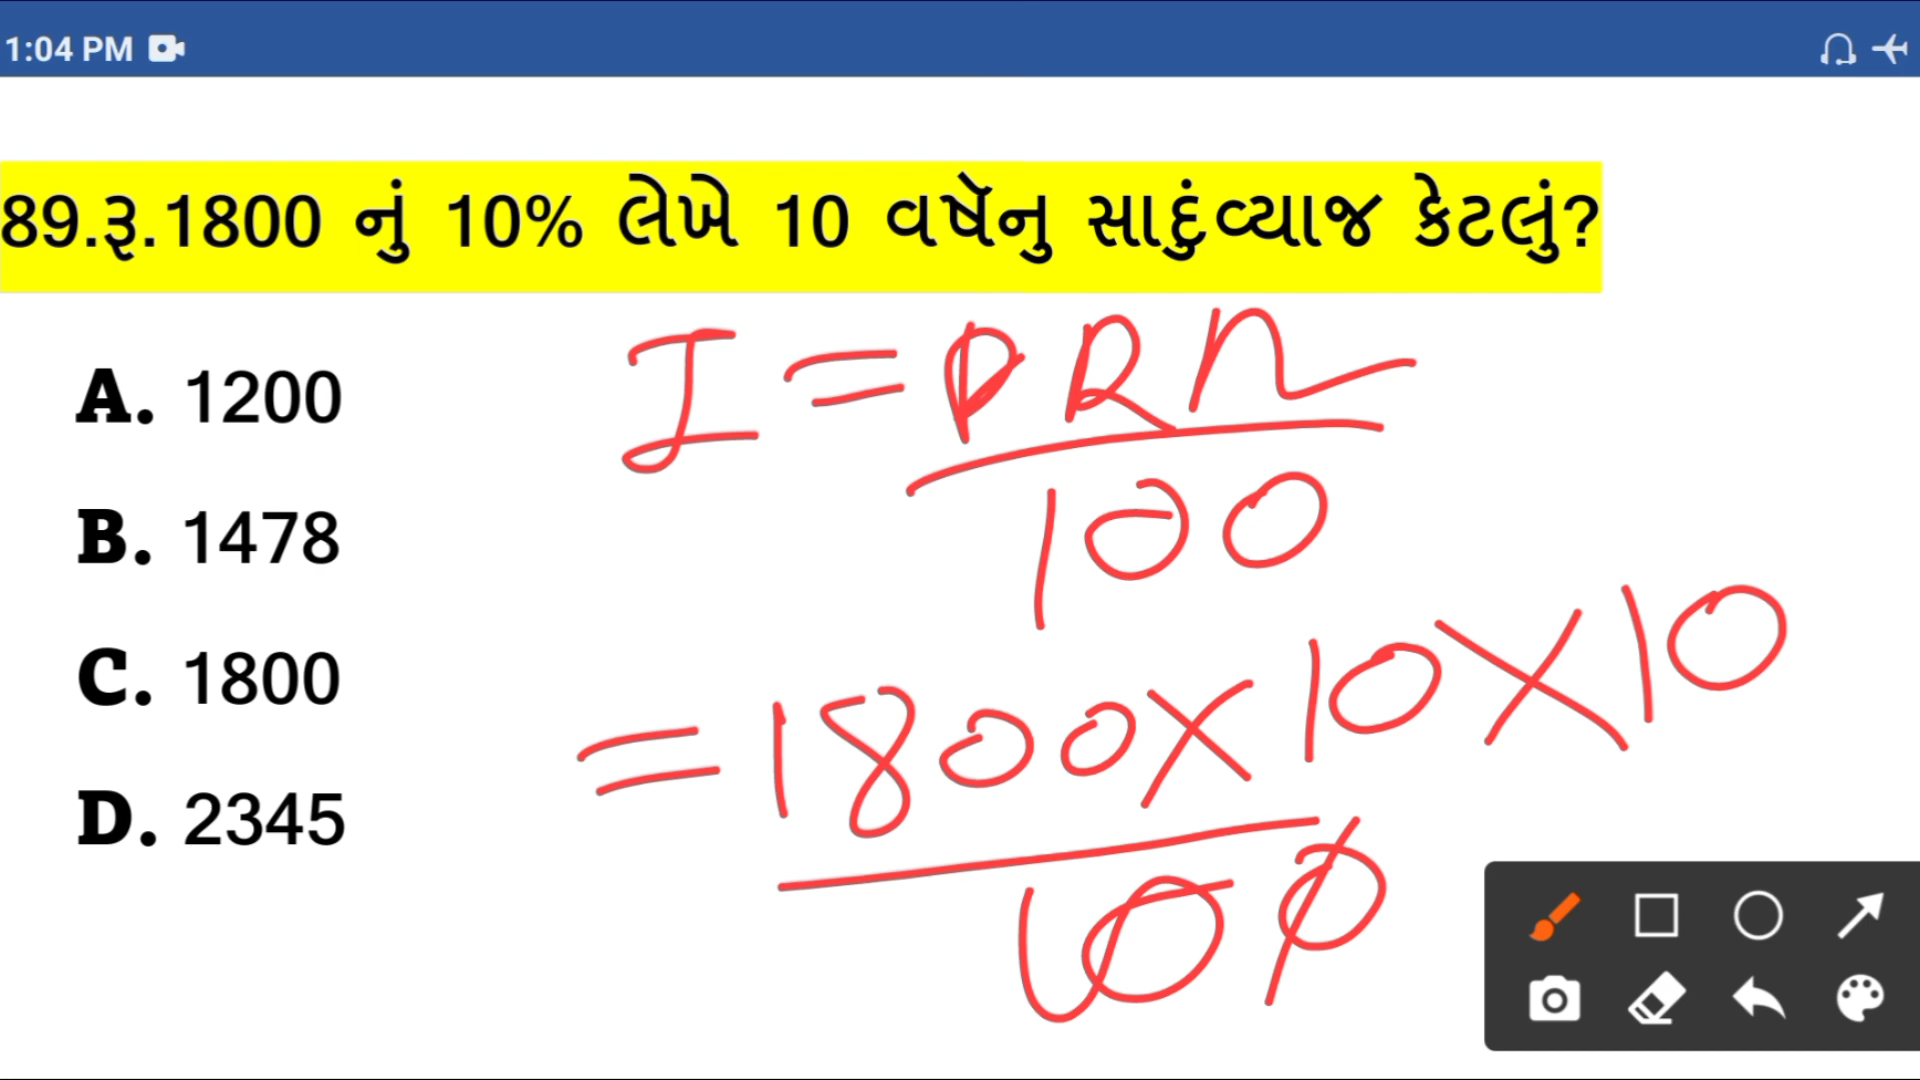 1:04 PM
89.રૂ.1800 નું 10% લેખે 10 વર્ષેનુ સાદુંવ્યાજ કેટલું?
A. 1200
B. 1478
C. 1800
D. 2345
I = PRN
100
= 1800 X 10 X 10
100